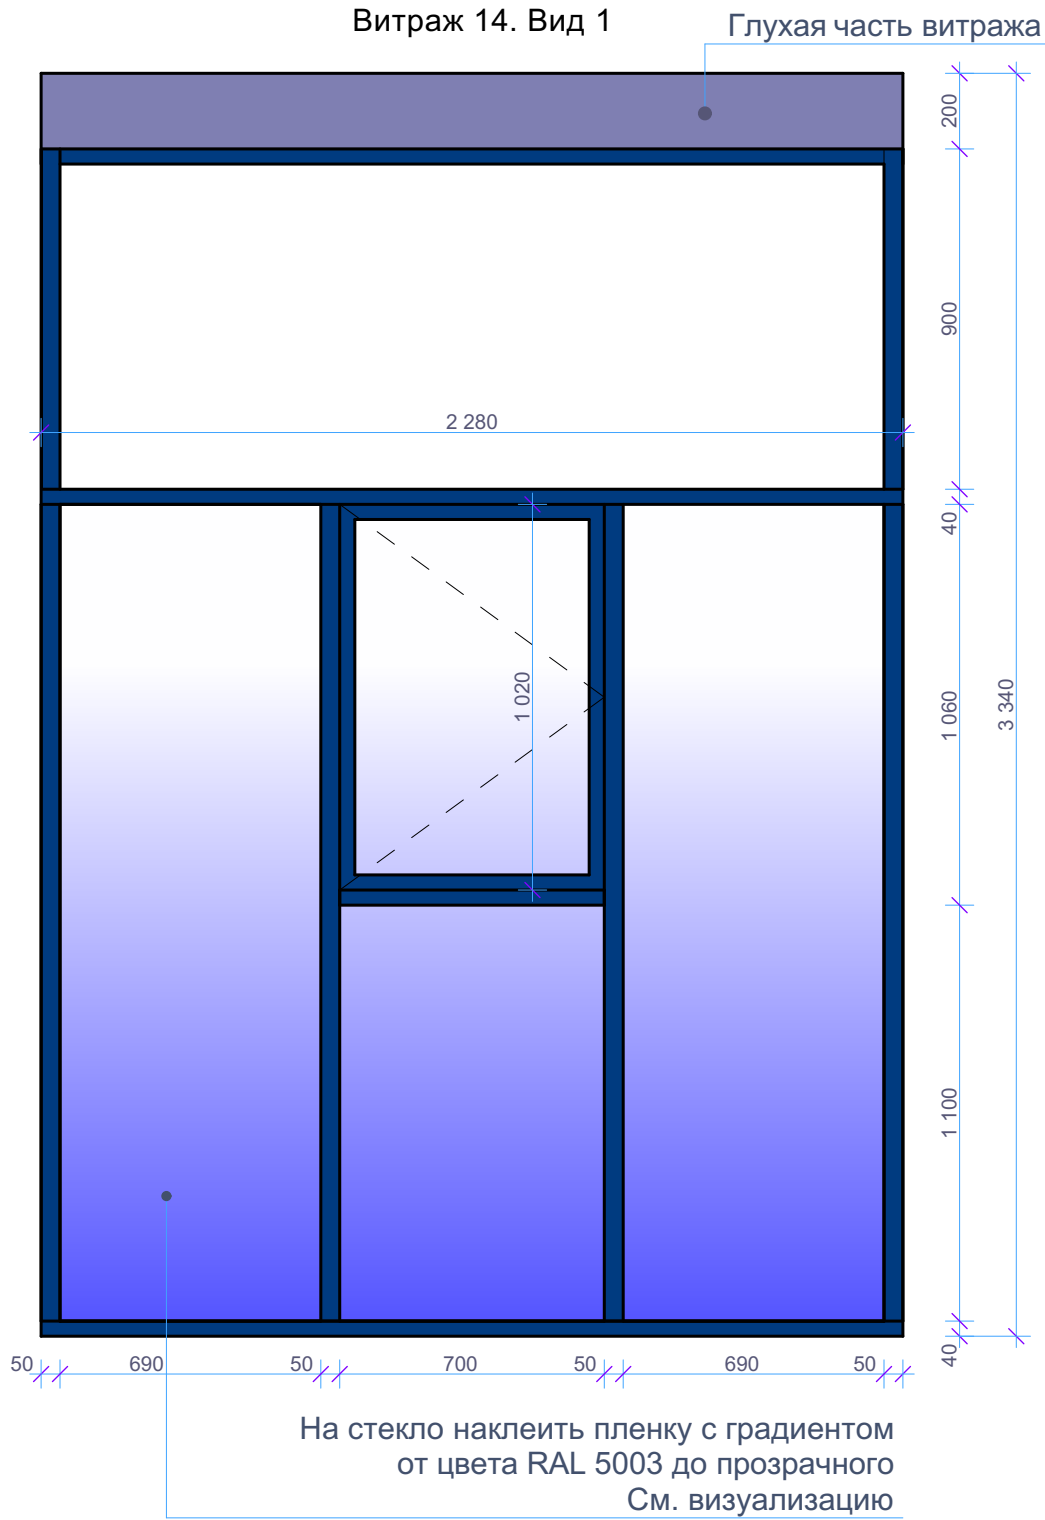 Витраж 14. Вид 1
Глухая часть витража
200
900
2 280
40
1 020
1 060
3 340
1 100
40
50 690 50 700 50 690 50
На стекло наклеить пленку с градиентом
от цвета RAL 5003 до прозрачного
См. визуализацию